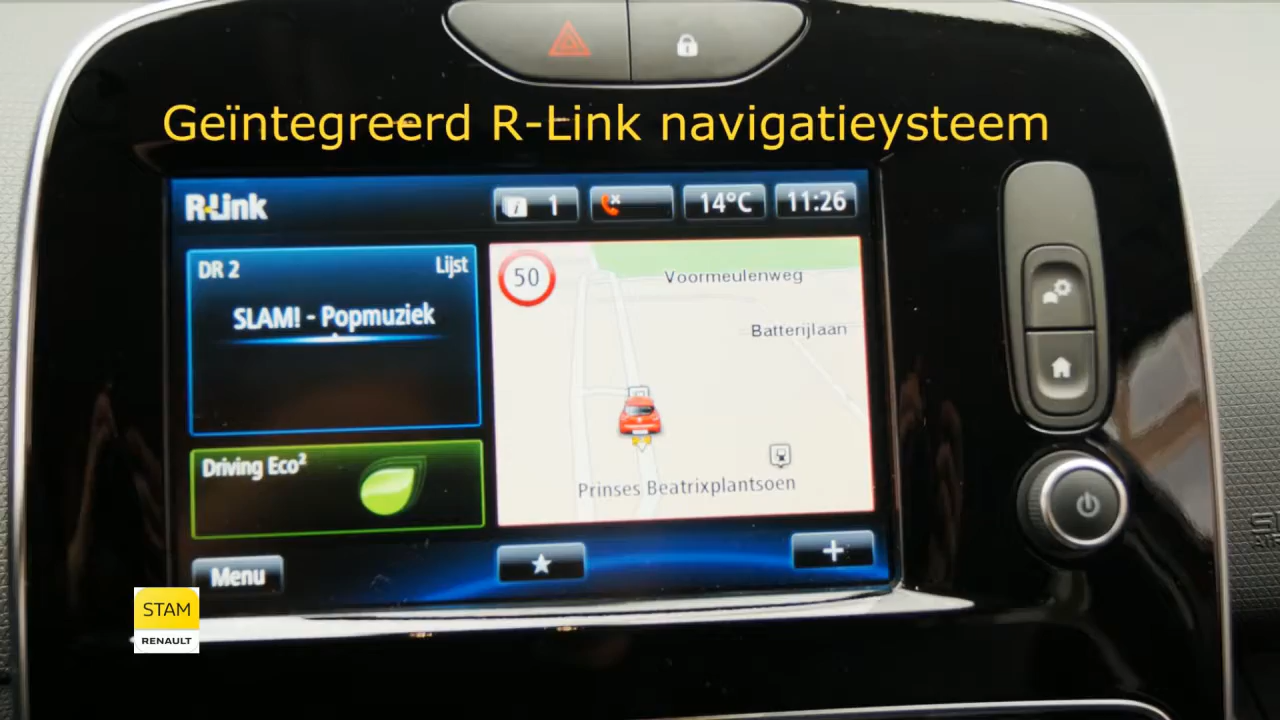 Geïntegreerd R-Link navigatieysteem
R-Link
1
14°C
11:26
DR 2
Lijst
SLAM! - Popmuziek
50
Voormeulenweg
Batterijlaan
Driving Eco²
Prinses Beatrixplantsoen
Menu
STAM
RENAULT